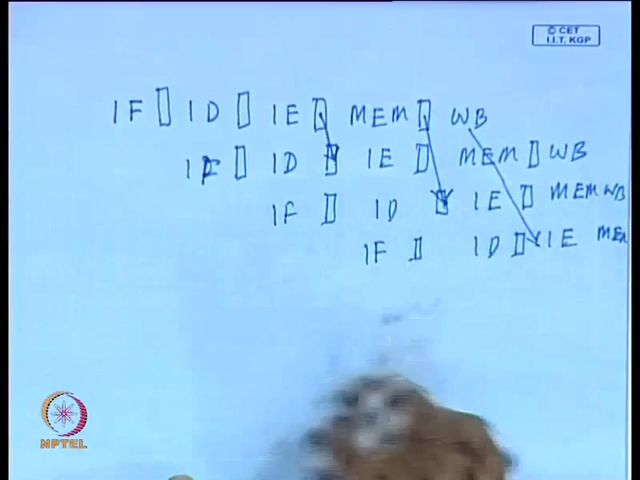 © CET
I.I.T. KGP
IF ID IE MEM WB
IF ID IE MEM WB
IF ID IE MEM WB
IF ID IE MEM
NPTEL